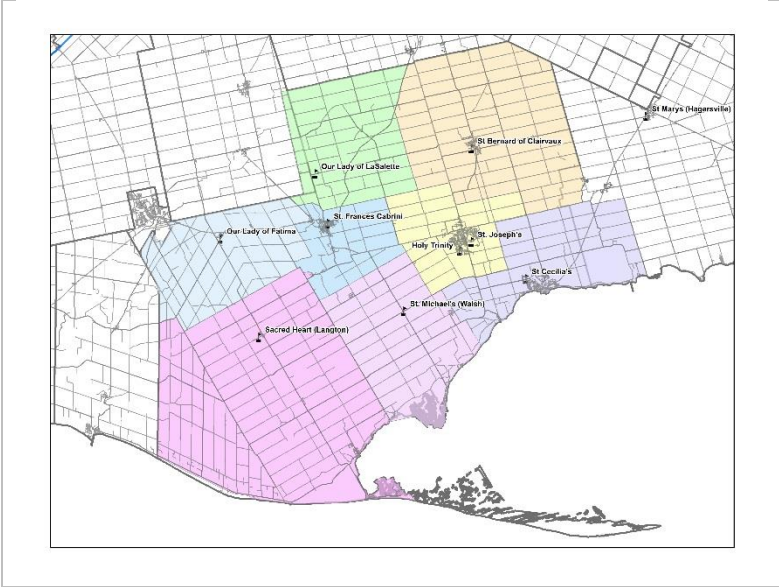 St Marys (Hagersville)
St Bernard of Clairvaux
Our Lady of LaSalette
St. Frances Cabrini
Our Lady of Fatima
St. Joseph's
Holy Trinity
St Cecilia's
St. Michael's (Walsh)
Sacred Heart (Langton)